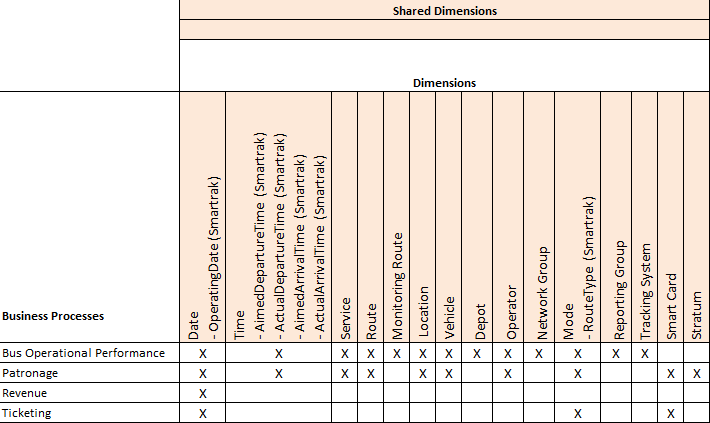 Shared Dimensions
Dimensions
Business Processes
Date
- OperatingDate (Smartrak)
Time
- AimedDepartureTime (Smartrak)
- ActualDepartureTime (Smartrak)
- AimedArrivalTime (Smartrak)
- ActualArrivalTime (Smartrak)
Service
Route
Monitoring Route
Location
Vehicle
Depot
Operator
Network Group
Mode
- RouteType (Smartrak)
Reporting Group
Tracking System
Smart Card
Stratum
Bus Operational Performance X X X X X X X X X X X X X
Patronage X X X X X X X X X X
Revenue X
Ticketing X X X